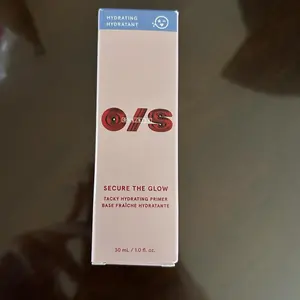 HYDRATING
HYDRATANT
O/S
SECURE THE GLOW
TACKY HYDRATING PRIMER
BASE FRAÎCHE HYDRATANTE
30 mL / 1.0 fl. oz.